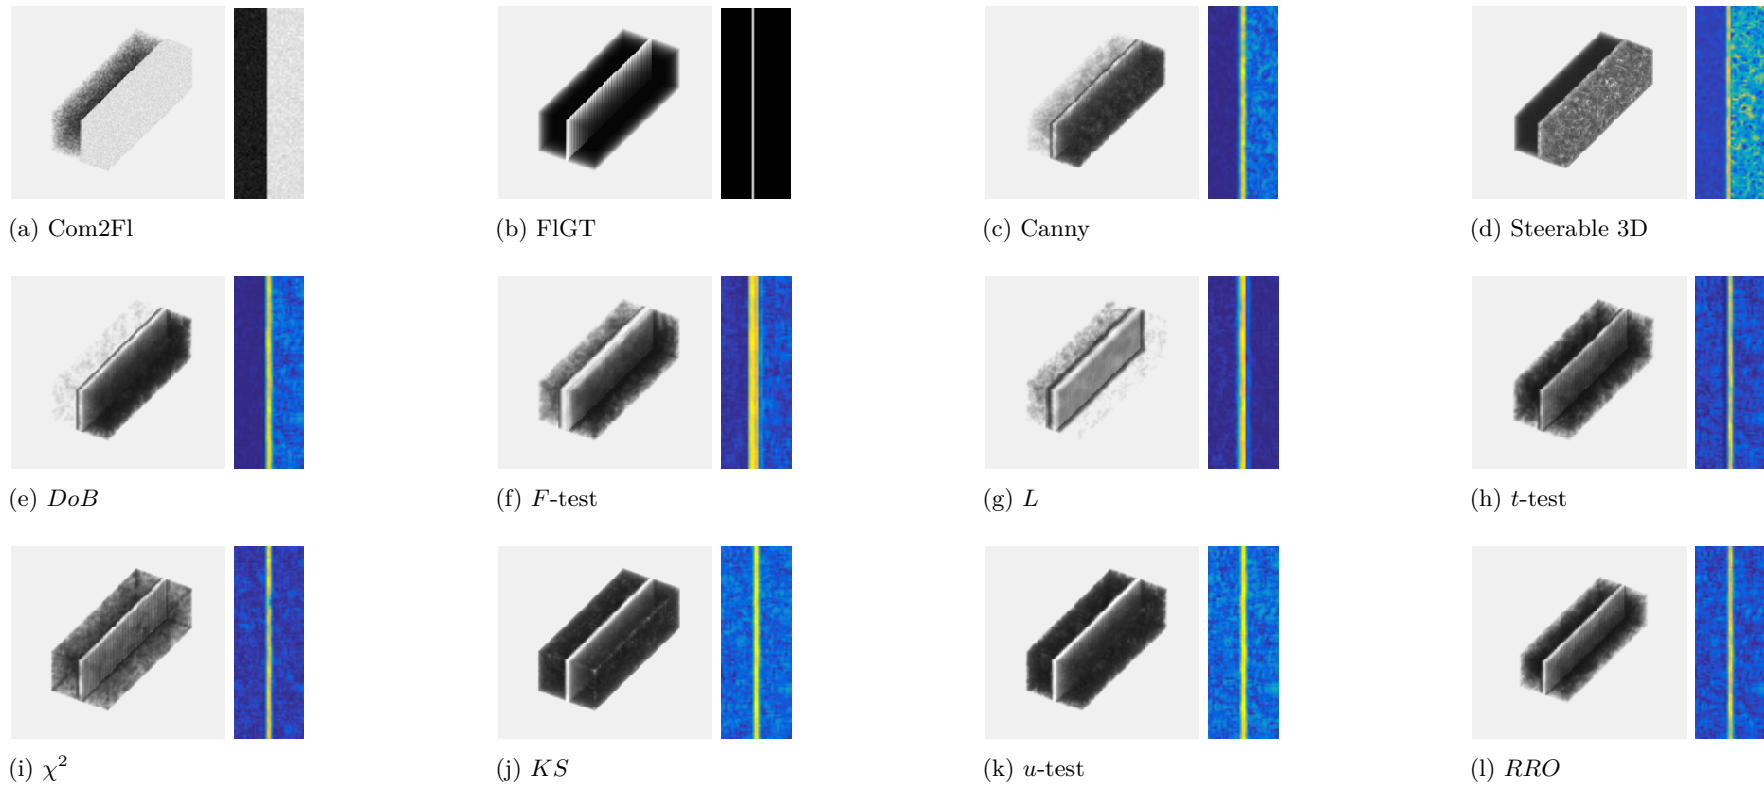 (a) Com2Fl
(b) FlGT
(c) Canny
(d) Steerable 3D
(e) DoB
(f) F-test
(g) L
(h) t-test
(i) χ²
(j) KS
(k) u-test
(l) RRO